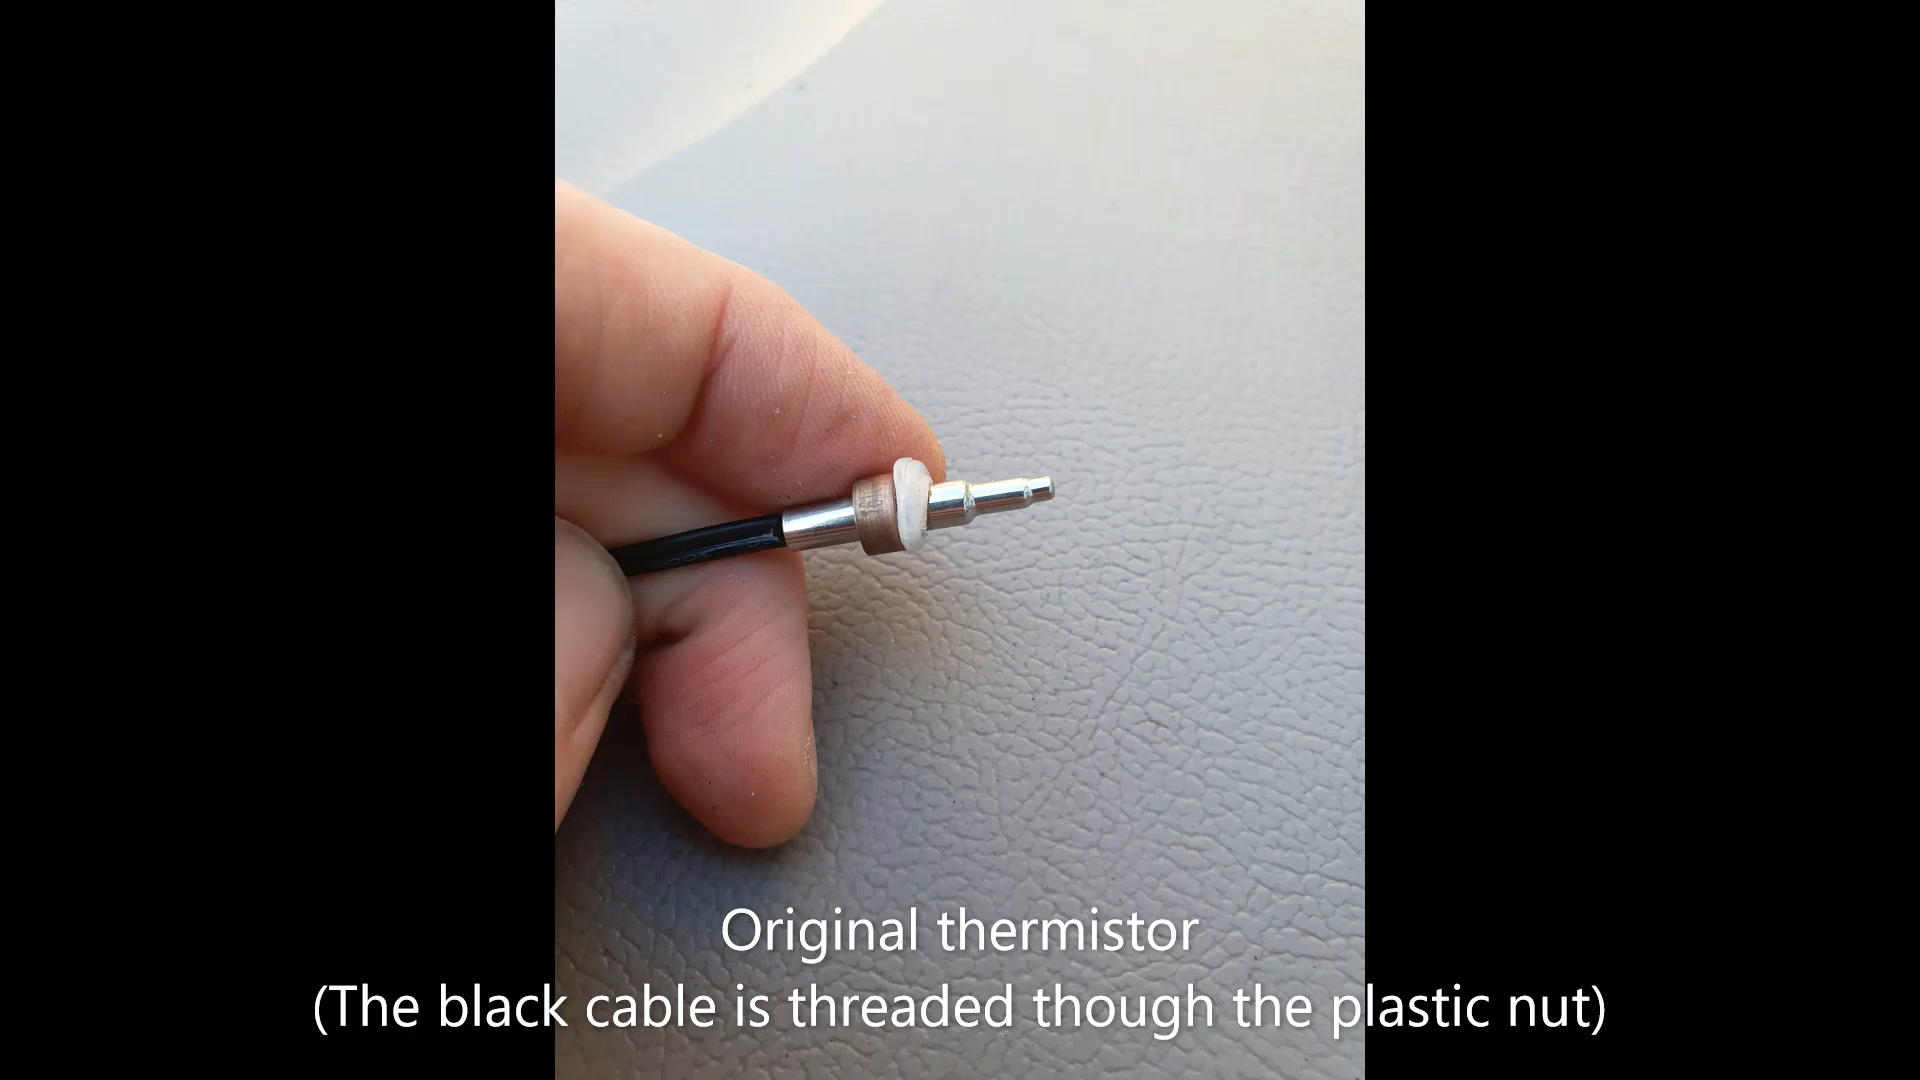 Original thermistor
(The black cable is threaded though the plastic nut)